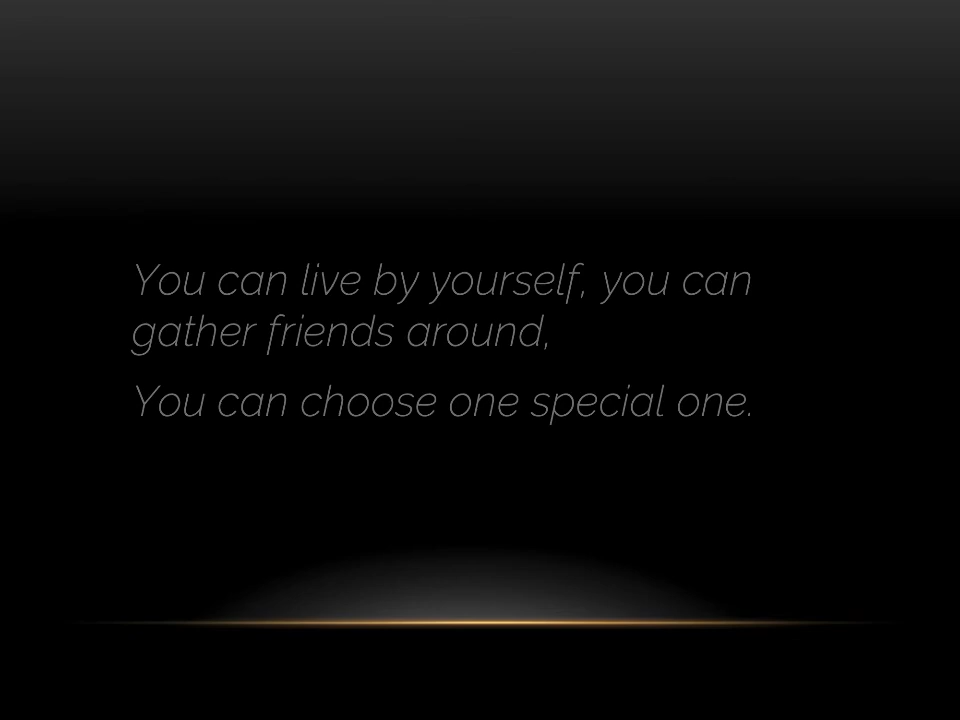 You can live by yourself, you can
gather friends around,
You can choose one special one.